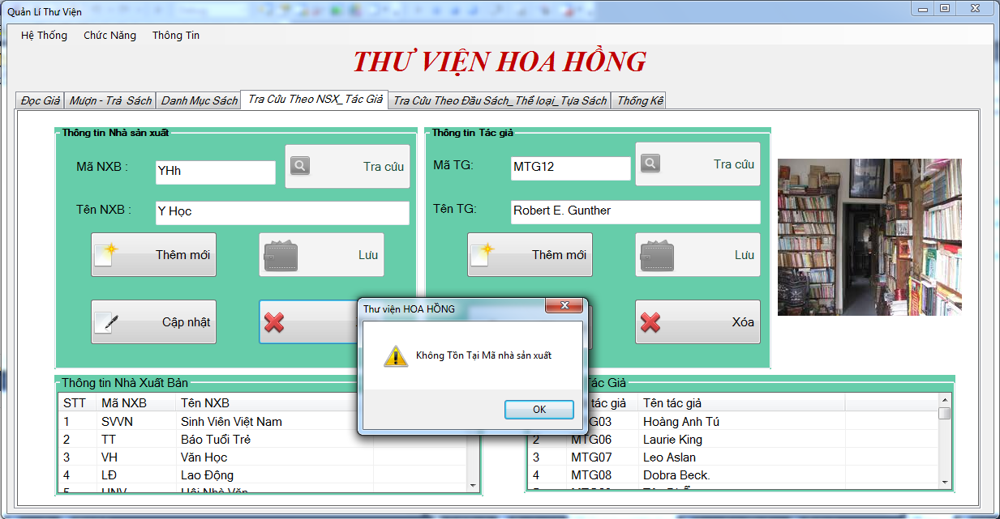 Quản Lí Thư Viện
Hệ Thống Chức Năng Thông Tin
THƯ VIỆN HOA HỒNG
Đọc Giả Mượn - Trả Sách Danh Mục Sách Tra Cứu Theo NSX_Tác Giả Tra Cứu Theo Đầu Sách_Thể loại_Tựa Sách Thống Kê
Thông tin Nhà sản xuất
Mã NXB :
YHh
Tra cứu
Tên NXB :
Y Học
Thêm mới
Lưu
Cập nhật
Thông tin Tác giả
Mã TG:
MTG12
Tra cứu
Tên TG:
Robert E. Gunther
Thêm mới
Lưu
Xóa
Thư viện HOA HỒNG
Không Tồn Tại Mã nhà sản xuất
OK
Thông tin Nhà Xuất Bản
STT Mã NXB Tên NXB
1 SVVN Sinh Viên Việt Nam
2 TT Báo Tuổi Trẻ
3 VH Văn Học
4 LĐ Lao Động
5 HNV Hội Nhà Văn
Tác Giả
tác giả Tên tác giả
G03 Hoàng Anh Tú
2 MTG06 Laurie King
3 MTG07 Leo Aslan
4 MTG08 Dobra Beck.